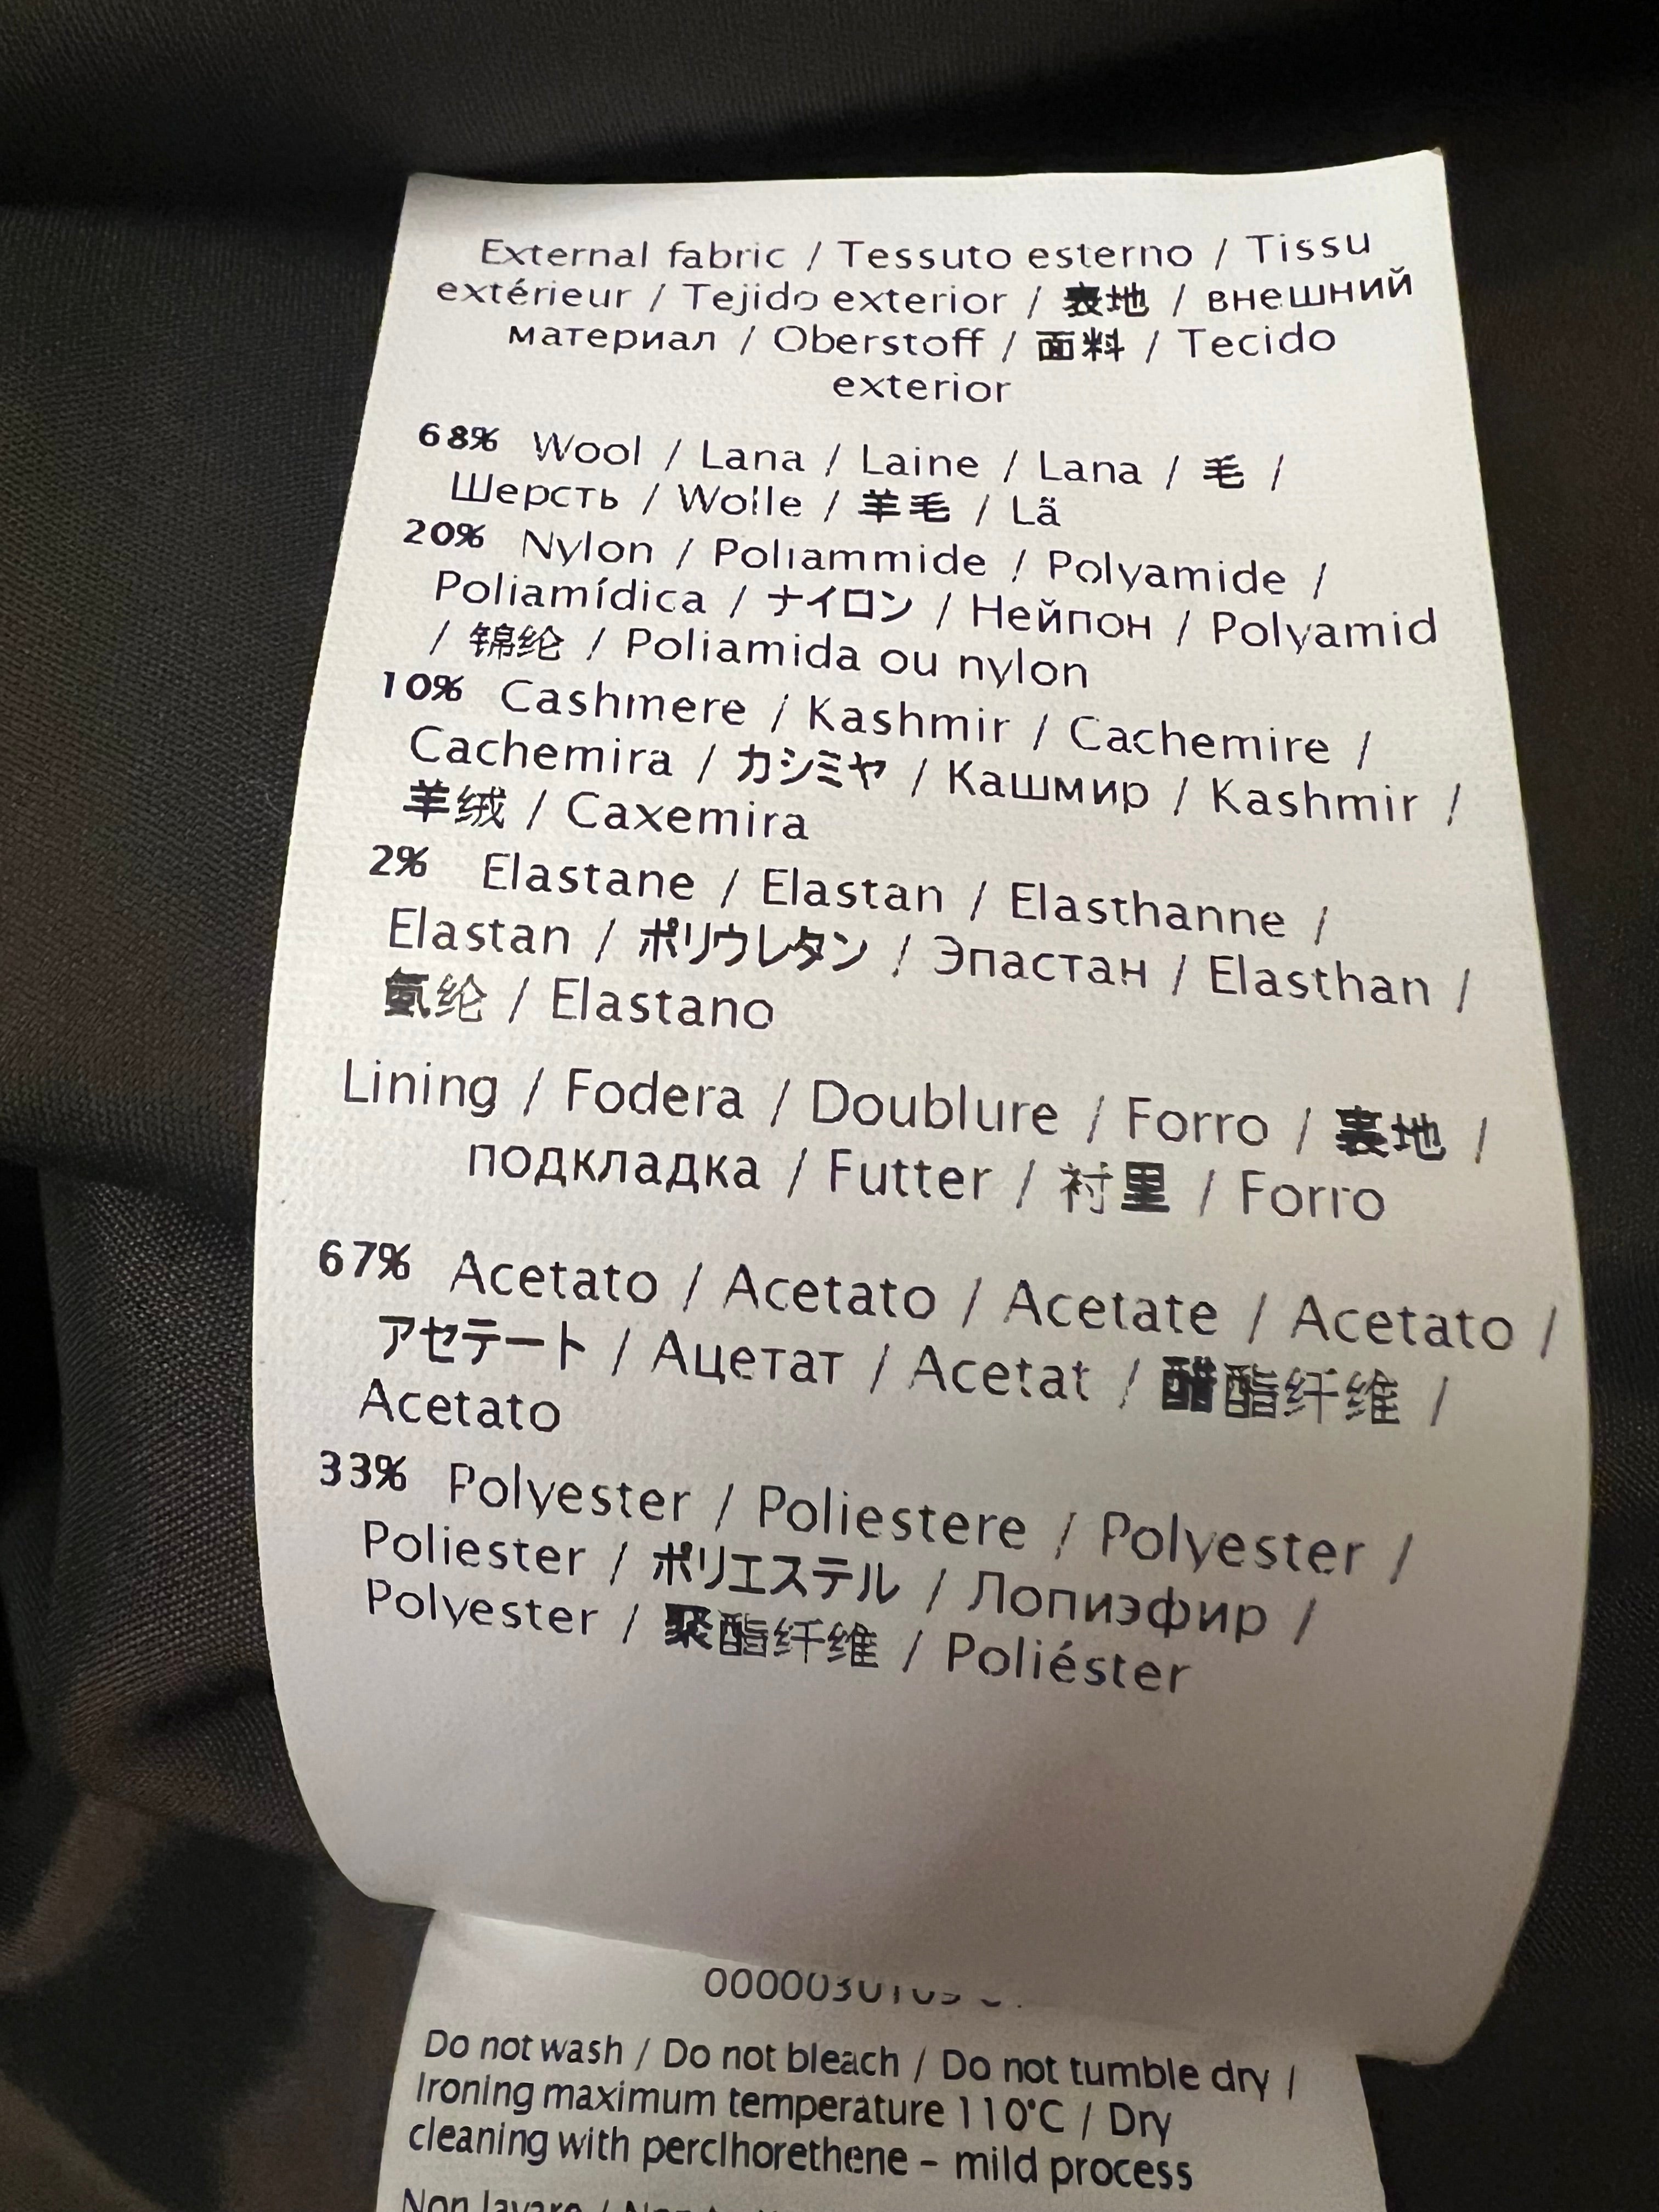 External fabric / Tessuto esterno / Tissu
extérieur / Tejido exterior / 表地 / внешний
материал / Oberstoff / 面料 / Tecido
exterior
68% Wool / Lana / Laine / Lana / 毛 /
Шерсть / Wolle / 羊毛 / Lã
20% Nylon / Poliammide / Polyamide /
Poliamídica / ナイロン / Нейпон / Polyamid
/ 锦纶 / Poliamida ou nylon
10% Cashmere / Kashmir / Cachemire /
Cachemira / カシミヤ / Кашмир / Kashmir /
羊绒 / Caxemira
2% Elastane / Elastan / Elasthanne /
Elastan / ポリウレタン / Эпастан / Elasthan /
氨纶 / Elastano
Lining / Fodera / Doublure / Forro / 裏地 /
подкладка / Futter / 衬里 / Forro
67% Acetato / Acetato / Acetate / Acetato /
アセテート / Ацетат / Acetat / 醋酯纤维 /
Acetato
33% Polyester / Poliestere / Polyester /
Poliester / ポリエステル / Лопиэфир /
Polyester / 聚酯纤维 / Poliéster
Do not wash / Do not bleach / Do not tumble dry /
Ironing maximum temperature 110°C / Dry
cleaning with perclhorethene – mild process
Non lavare /